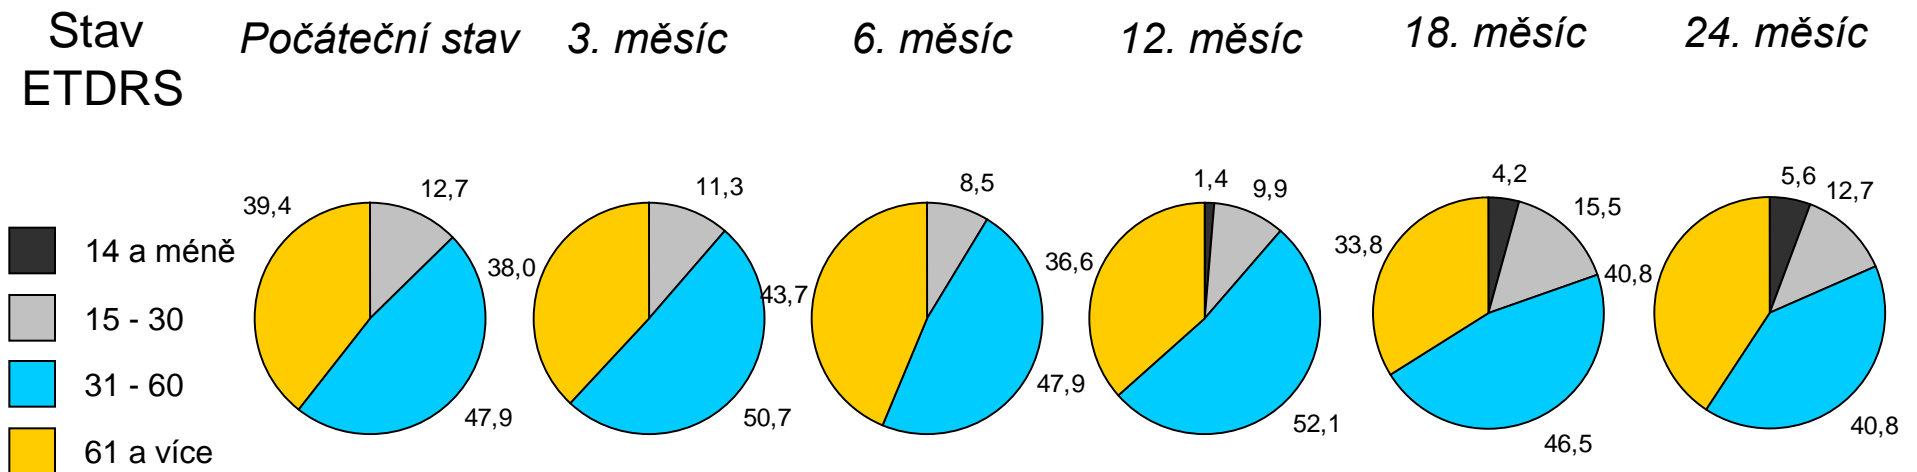 Stav
ETDRS
Počáteční stav
3. měsíc
6. měsíc
12. měsíc
18. měsíc
24. měsíc
14 a méně
15 - 30
31 - 60
61 a více
39,4
12,7
47,9
38,0
11,3
50,7
43,7
8,5
47,9
36,6
1,4
9,9
52,1
33,8
4,2
15,5
46,5
40,8
5,6
12,7
40,8